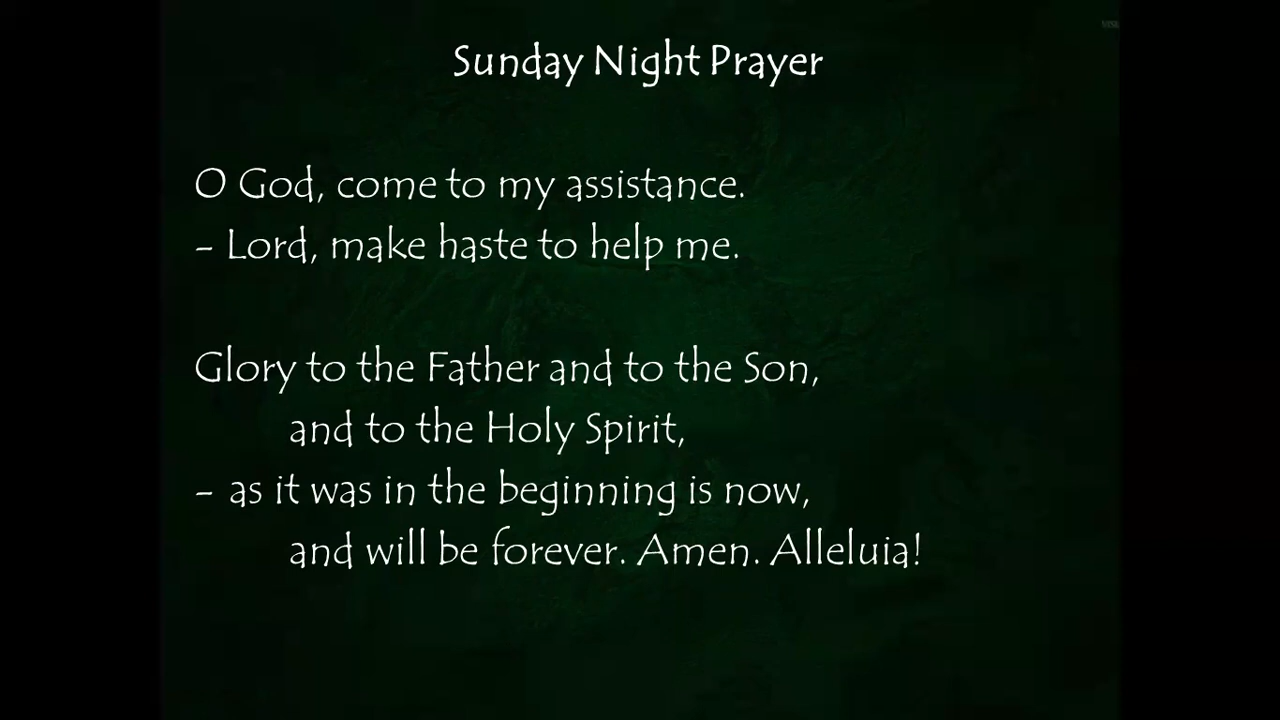 Sunday Night Prayer
O God, come to my assistance.
- Lord, make haste to help me.
Glory to the Father and to the Son,
and to the Holy Spirit,
- as it was in the beginning is now,
and will be forever. Amen. Alleluia!